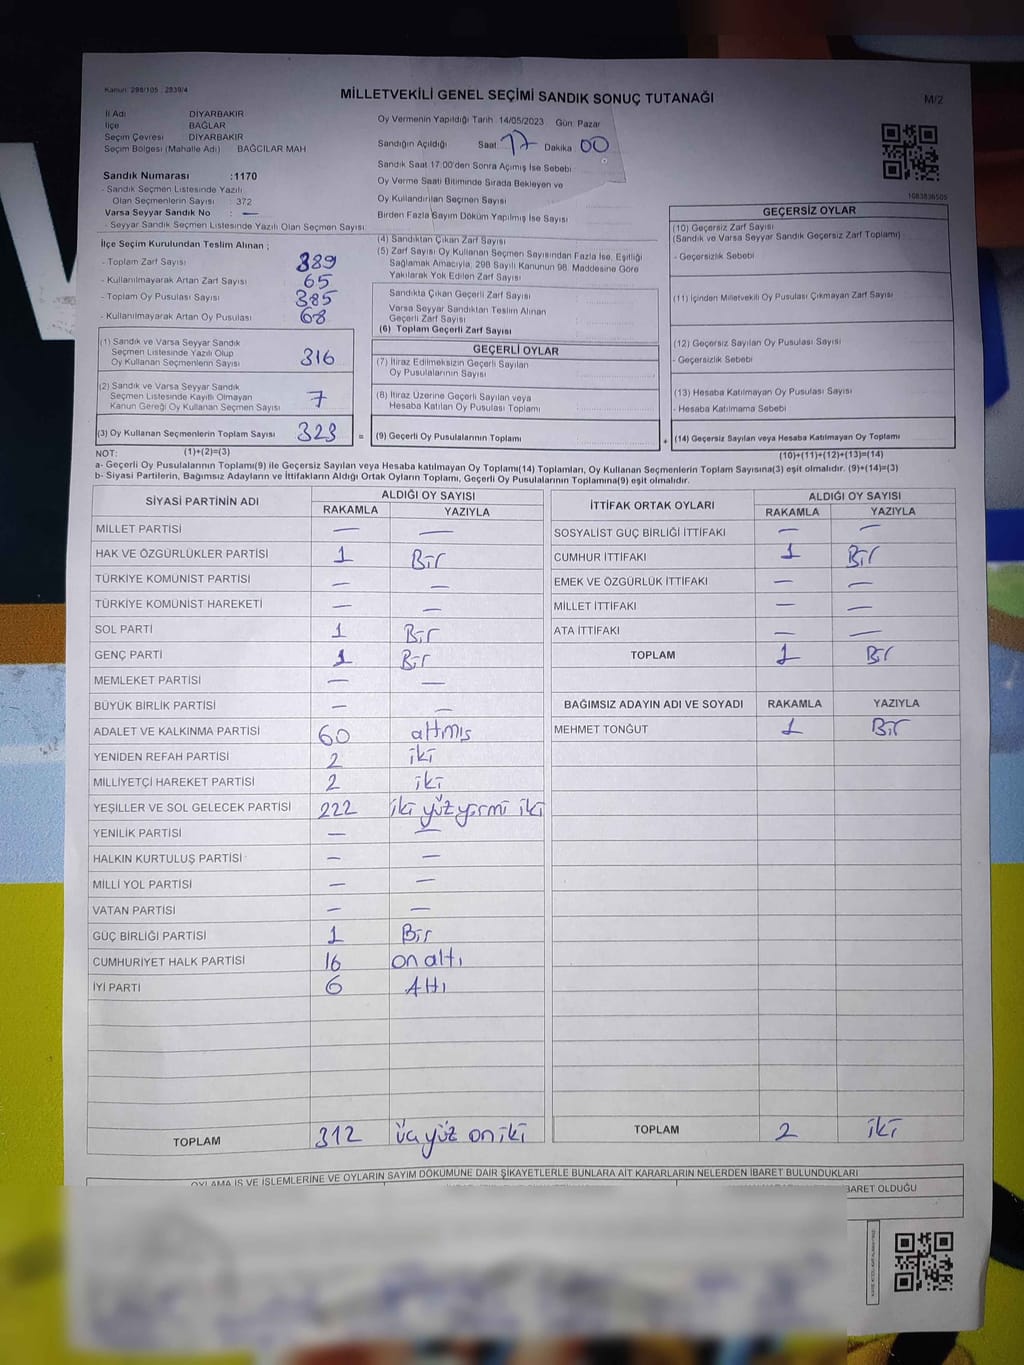 Kanun: 298/105 ; 2839/4
MİLLETVEKİLİ GENEL SEÇİMİ SANDIK SONUÇ TUTANAĞI
M/2
İl Adı DİYARBAKIR
İlçe BAĞLAR
Seçim Çevresi DİYARBAKIR
Seçim Bölgesi (Mahalle Adı) BAĞCILAR MAH
Sandık Numarası :1170
- Sandık Seçmen Listesinde Yazılı
Olan Seçmenlerin Sayısı : 372
Varsa Seyyar Sandık No : —
- Seyyar Sandık Seçmen Listesinde Yazılı Olan Seçmen Sayısı:
Oy Vermenin Yapıldığı Tarih 14/05/2023 Gün: Pazar
Sandığın Açıldığı Saat: 17 Dakika 00
Sandık Saat 17:00'den Sonra Açımış İse Sebebi
Oy Verme Saati Bitiminde Sırada Bekleyen ve
Oy Kullandırılan Seçmen Sayısı
Birden Fazla Sayım Döküm Yapılmış İse Sayısı
1083836505
İlçe Seçim Kurulundan Teslim Alınan ;
- Toplam Zarf Sayısı 389
- Kullanılmayarak Artan Zarf Sayısı 65
- Toplam Oy Pusulası Sayısı 385
- Kullanılmayarak Artan Oy Pusulası 68
(1) Sandık ve Varsa Seyyar Sandık
Seçmen Listesinde Yazılı Olup
Oy Kullanan Seçmenlerin Sayısı 316
(2) Sandık ve Varsa Seyyar Sandık
Seçmen Listesinde Kayıtlı Olmayan
Kanun Gereği Oy Kullanan Seçmen Sayısı 7
(3) Oy Kullanan Seçmenlerin Toplam Sayısı 323 =
(4) Sandıktan Çıkan Zarf Sayısı
(5) Zarf Sayısı Oy Kullanan Seçmen Sayısından Fazla İse, Eşitliği
Sağlamak Amacıyla, 298 Sayılı Kanunun 98. Maddesine Göre
Yakılarak Yok Edilen Zarf Sayısı
Sandıkta Çıkan Geçerli Zarf Sayısı
Varsa Seyyar Sandıktan Teslim Alınan
Geçerli Zarf Sayısı
(6) Toplam Geçerli Zarf Sayısı
GEÇERLİ OYLAR
(7) İtiraz Edilmeksizin Geçerli Sayılan
Oy Pusulalarının Sayısı
(8) İtiraz Üzerine Geçerli Sayılan veya
Hesaba Katılan Oy Pusulası Toplamı
(9) Geçerli Oy Pusulalarının Toplamı +
GEÇERSİZ OYLAR
(10) Geçersiz Zarf Sayısı
(Sandık ve Varsa Seyyar Sandık Geçersiz Zarf Toplamı)
- Geçersizlik Sebebi
(11) İçinden Milletvekili Oy Pusulası Çıkmayan Zarf Sayısı
(12) Geçersiz Sayılan Oy Pusulası Sayısı
- Geçersizlik Sebebi
(13) Hesaba Katılmayan Oy Pusulası Sayısı
- Hesaba Katılmama Sebebi
(14) Geçersiz Sayılan veya Hesaba Katılmayan Oy Pusulası Toplamı
NOT: (1)+(2)=(3)
(10)+(11)+(12)+(13)=(14)
a- Geçerli Oy Pusulalarının Toplamı(9) ile Geçersiz Sayılan veya Hesaba katılmayan Oy Toplamı(14) Toplamları, Oy Kullanan Seçmenlerin Toplam Sayısına(3) eşit olmalıdır. (9)+(14)=(3)
b- Siyasi Partilerin, Bağımsız Adayların ve İttifakların Aldığı Ortak Oyların Toplamı, Geçerli Oy Pusulalarının Toplamına(9) eşit olmalıdır.
SİYASİ PARTİNİN ADI ALDIĞI OY SAYISI
RAKAMLA YAZIYLA
MİLLET PARTİSİ — —
HAK VE ÖZGÜRLÜKLER PARTİSİ 1 Bir
TÜRKİYE KOMÜNİST PARTİSİ — —
TÜRKİYE KOMÜNİST HAREKETİ — —
SOL PARTİ 1 Bir
GENÇ PARTİ 1 Bir
MEMLEKET PARTİSİ — —
BÜYÜK BİRLİK PARTİSİ — —
ADALET VE KALKINMA PARTİSİ 60 altmış
YENİDEN REFAH PARTİSİ 2 iki
MİLLİYETÇİ HAREKET PARTİSİ 2 iki
YEŞİLLER VE SOL GELECEK PARTİSİ 222 iki yüz yirmi iki
YENİLİK PARTİSİ — —
HALKIN KURTULUŞ PARTİSİ — —
MİLLİ YOL PARTİSİ — —
VATAN PARTİSİ — —
GÜÇ BİRLİĞİ PARTİSİ 1 Bir
CUMHURİYET HALK PARTİSİ 16 on altı
İYİ PARTİ 6 Altı
TOPLAM 312 üç yüz on iki
İTTİFAK ORTAK OYLARI ALDIĞI OY SAYISI
RAKAMLA YAZIYLA
SOSYALİST GÜÇ BİRLİĞİ İTTİFAKI — —
CUMHUR İTTİFAKI 1 Bir
EMEK VE ÖZGÜRLÜK İTTİFAKI — —
MİLLET İTTİFAKI — —
ATA İTTİFAKI — —
TOPLAM 1 Bir
BAĞIMSIZ ADAYIN ADI VE SOYADI RAKAMLA YAZIYLA
MEHMET TONĞUT 1 Bir
TOPLAM 2 iki
OYLAMA İŞ VE İŞLEMLERİNE VE OYLARIN SAYIM DÖKÜMÜNE DAİR ŞİKAYETLERLE BUNLARA AİT KARARLARIN NELERDEN İBARET BULUNDUKLARI
BARET OLDUĞU